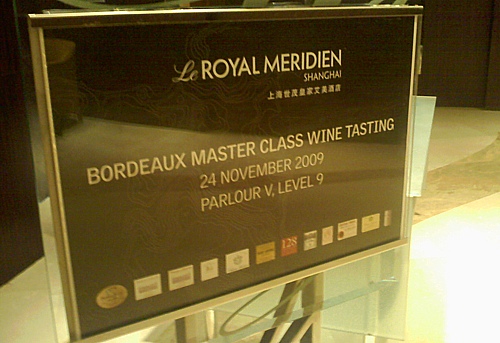 Le ROYAL MERIDIEN
SHANGHAI
上海世茂皇家艾美酒店
BORDEAUX MASTER CLASS WINE TASTING
24 NOVEMBER 2009
PARLOUR V, LEVEL 9
128